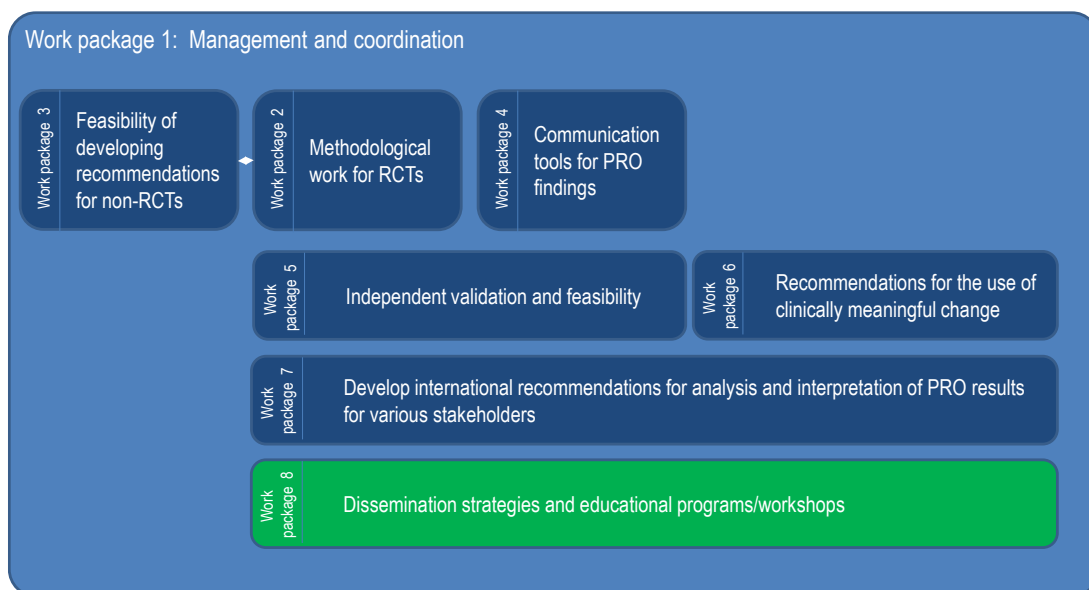 Work package 1:  Management and coordination
Work package 3
Feasibility of
developing
recommendations
for non-RCTs
Work package 2
Methodological
work for RCTs
Work package 4
Communication
tools for PRO
findings
Work
package 5
Independent validation and feasibility
Work
package 6
Recommendations for the use of
clinically meaningful change
Work
package 7
Develop international recommendations for analysis and interpretation of PRO results
for various stakeholders
Work
package 8
Dissemination strategies and educational programs/workshops